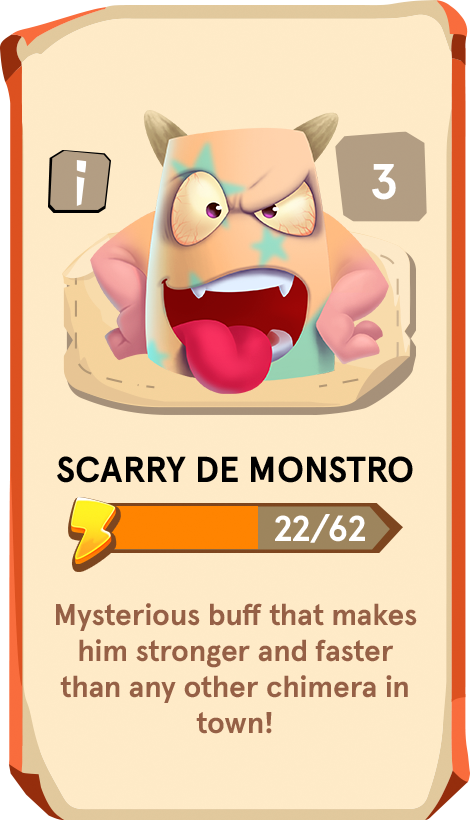 i
3
SCARRY DE MONSTRO
22/62
Mysterious buff that makes
him stronger and faster
than any other chimera in
town!